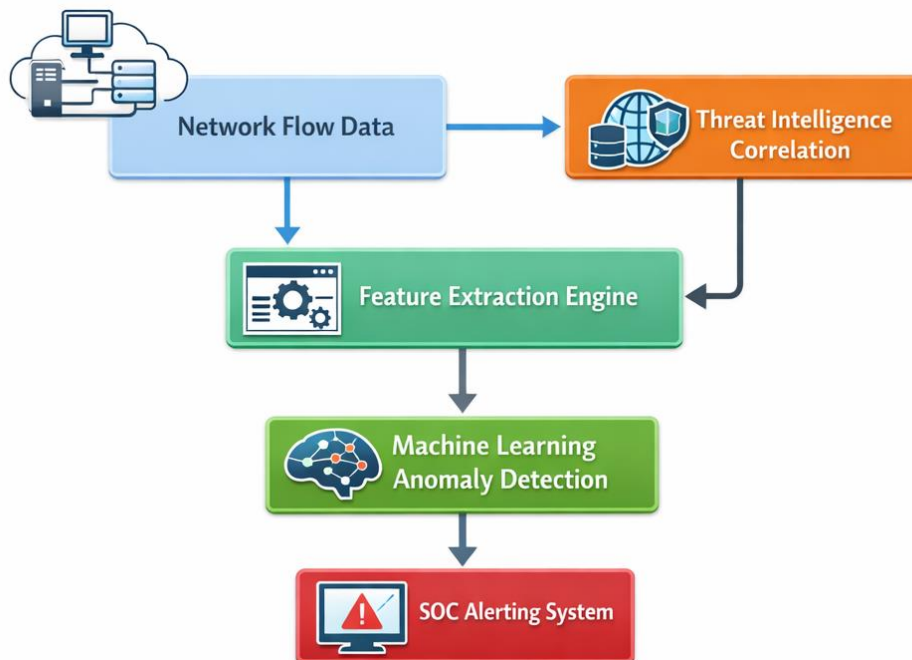 Network Flow Data
Threat Intelligence
Correlation
Feature Extraction Engine
Machine Learning
Anomaly Detection
SOC Alerting System